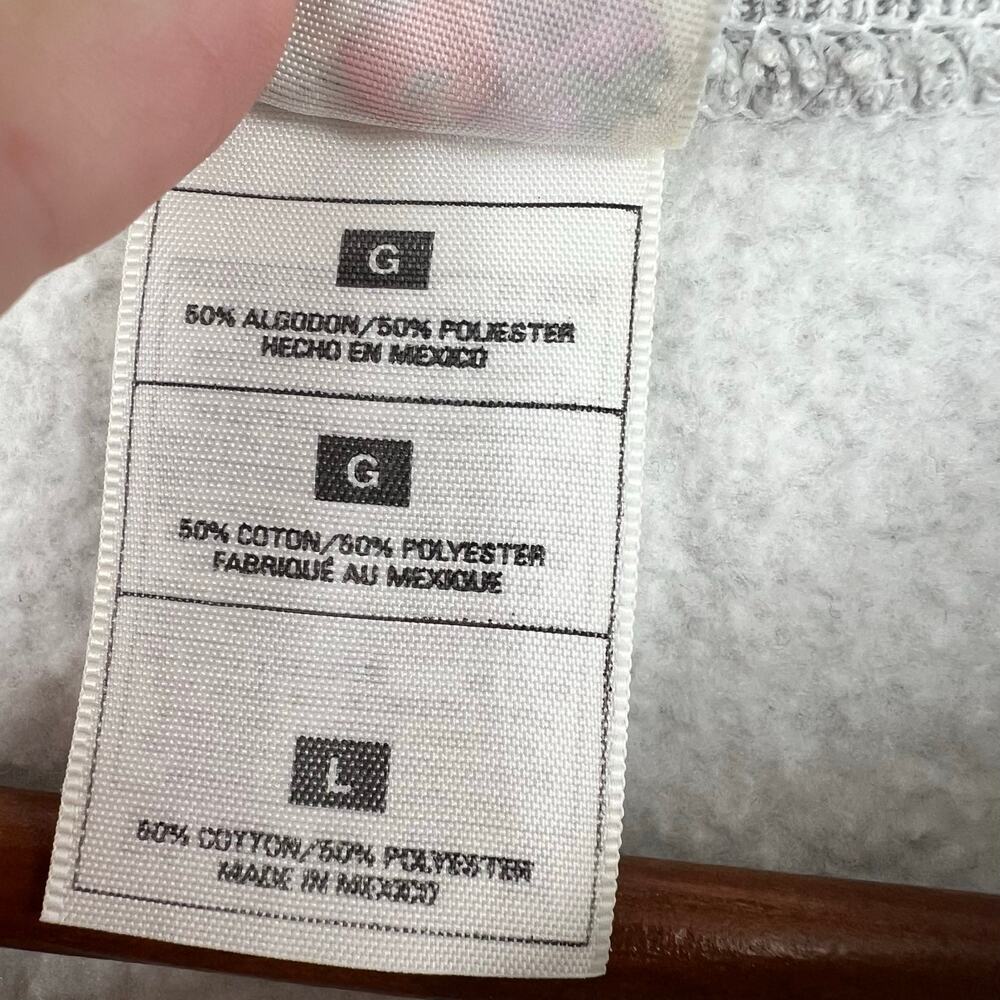 G
50% ALGODON/50% POLIESTER
HECHO EN MEXICO
G
50% COTON/50% POLYESTER
FABRIQUÉ AU MEXIQUE
L
50% COTTON/50% POLYESTER
MADE IN MEXICO